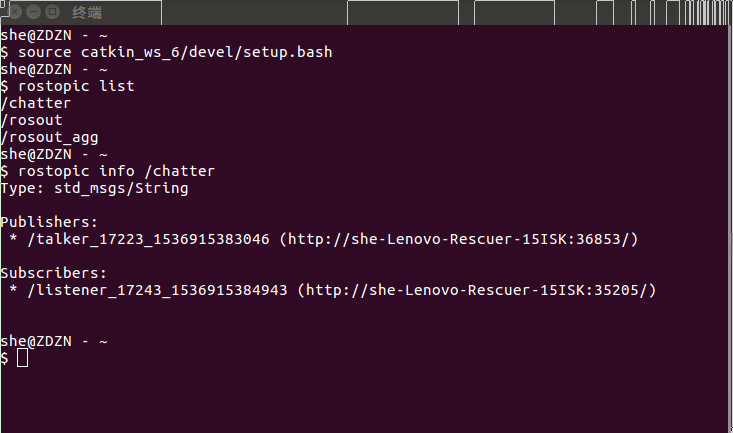 终端
she@ZDZN - ~
$ source catkin_ws_6/devel/setup.bash
she@ZDZN - ~
$ rostopic list
/chatter
/rosout
/rosout_agg
she@ZDZN - ~
$ rostopic info /chatter
Type: std_msgs/String
Publishers:
* /talker_17223_1536915383046 (http://she-Lenovo-Rescuer-15ISK:36853/)
Subscribers:
* /listener_17243_1536915384943 (http://she-Lenovo-Rescuer-15ISK:35205/)
she@ZDZN - ~
$